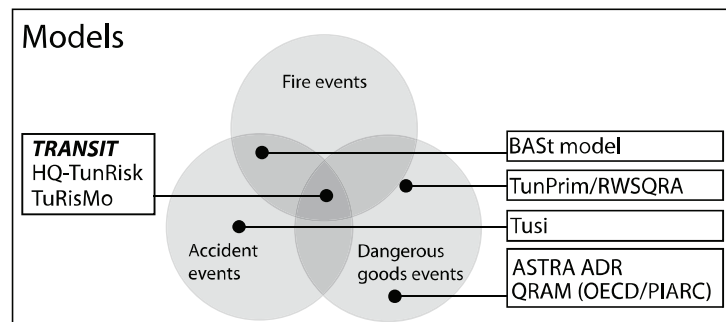 Models
Fire events
TRANSIT
HQ-TunRisk
TuRisMo
BASt model
TunPrim/RWSQRA
Tusi
Accident
events
Dangerous
goods events
ASTRA ADR
QRAM (OECD/PIARC)